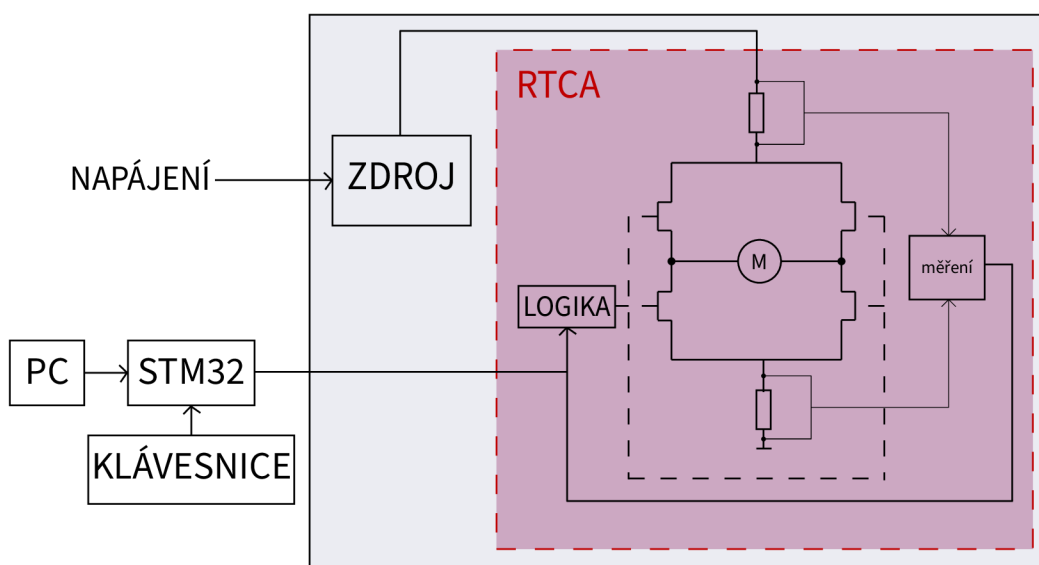 RTCA
ZDROJ
NAPÁJENÍ
M
měření
LOGIKA
PC
STM32
KLÁVESNICE